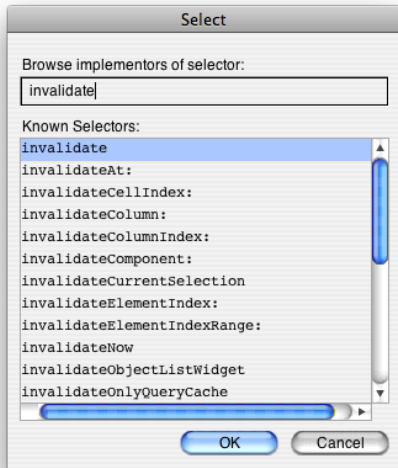 Select
Browse implementors of selector:
invalidate
Known Selectors:
invalidate
invalidateAt:
invalidateCellIndex:
invalidateColumn:
invalidateColumnIndex:
invalidateComponent:
invalidateCurrentSelection
invalidateElementIndex:
invalidateElementIndexRange:
invalidateNow
invalidateObjectListWidget
invalidateOnlyQueryCache
OK Cancel